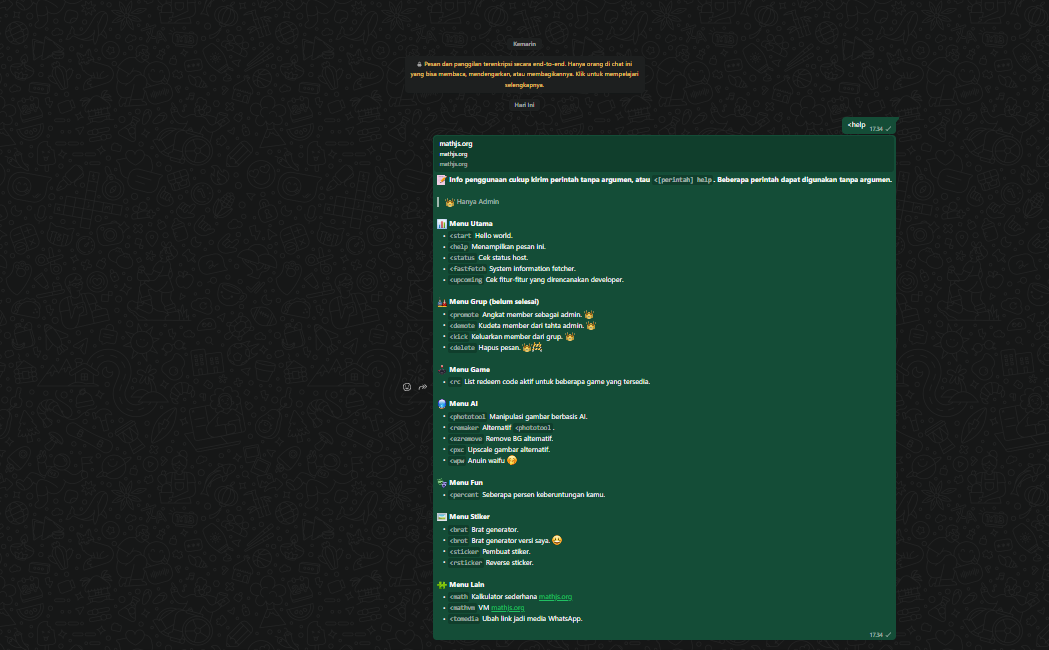 Kemarin
🔒 Pesan dan panggilan terenkripsi secara end-to-end. Hanya orang di chat ini
yang bisa membaca, mendengarkan, atau membagikannya. Klik untuk mempelajari
selengkapnya.
Hari Ini
<help 17.34
mathjs.org
mathjs.org
mathjs.org
📝 Info penggunaan cukup kirim perintah tanpa argumen, atau <[perintah] help. Beberapa perintah dapat digunakan tanpa argumen.
👑 Hanya Admin
📊 Menu Utama
• <start Hello world.
• <help Menampilkan pesan ini.
• <status Cek status host.
• <fastfetch System information fetcher.
• <upcoming Cek fitur-fitur yang direncanakan developer.
Menu Grup (belum selesai)
• <promote Angkat member sebagai admin. 👑
• <demote Kudeta member dari tahta admin. 👑
• <kick Keluarkan member dari grup. 👑
• <delete Hapus pesan. 👑
Menu Game
• <rc List redeem code aktif untuk beberapa game yang tersedia.
Menu AI
• <phototool Manipulasi gambar berbasis AI.
• <remaker Alternatif <phototool.
• <ezremove Remove BG alternatif.
• <pxc Upscale gambar alternatif.
• <wpw Anuin waifu
Menu Fun
• <percent Seberapa persen keberuntungan kamu.
Menu Stiker
• <brat Brat generator.
• <brot Brat generator versi saya. 😃
• <sticker Pembuat stiker.
• <rsticker Reverse sticker.
Menu Lain
• <math Kalkulator sederhana mathjs.org
• <mathvm VM mathjs.org
• <tomedia Ubah link jadi media WhatsApp.
17.34